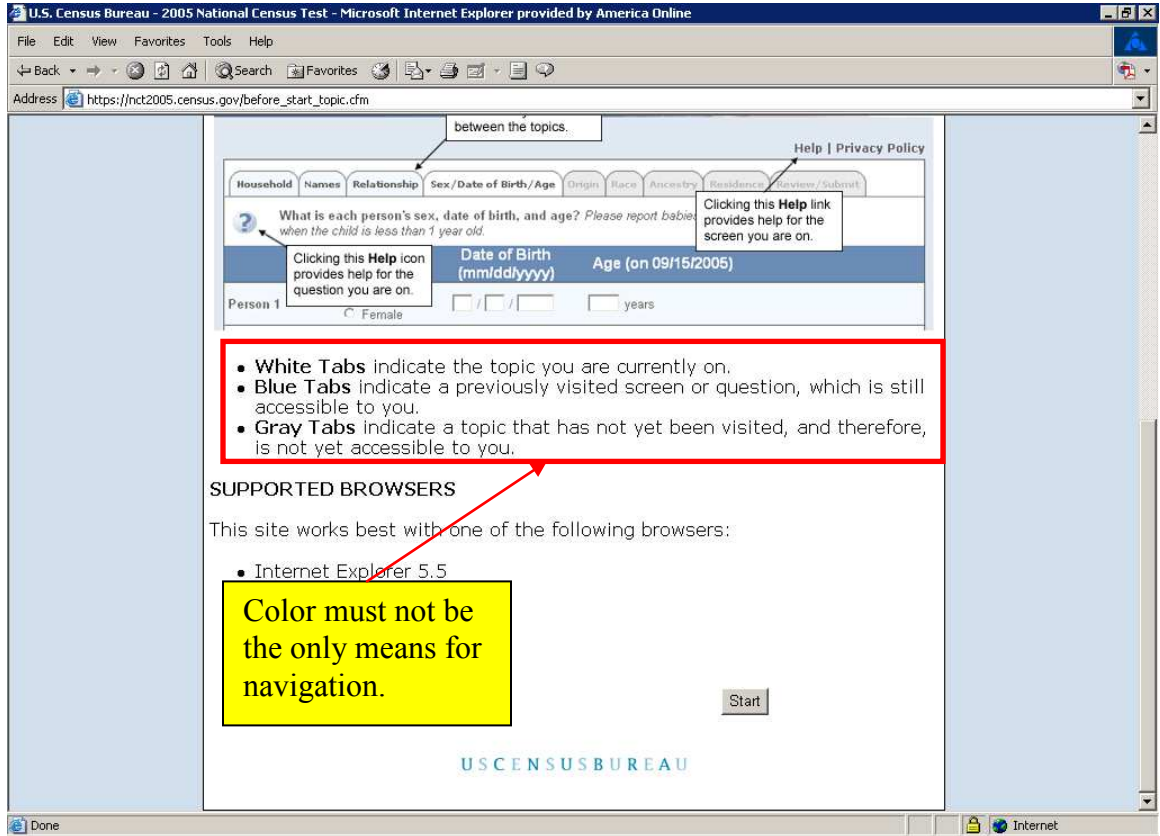 U.S. Census Bureau - 2005 National Census Test - Microsoft Internet Explorer provided by America Online
File Edit View Favorites Tools Help
Back Search Favorites
Address https://nct2005.census.gov/before_start_topic.cfm
between the topics.
Help | Privacy Policy
Household Names Relationship Sex/Date of Birth/Age Origin Race Ancestry Residence Review/Submit
What is each person's sex, date of birth, and age? Please report babies
when the child is less than 1 year old.
Clicking this Help link
provides help for the
screen you are on.
Clicking this Help icon
provides help for the
question you are on.
Date of Birth
(mm/dd/yyyy)
Age (on 09/15/2005)
Person 1
Female
/ /
years
• White Tabs indicate the topic you are currently on.
• Blue Tabs indicate a previously visited screen or question, which is still
accessible to you.
• Gray Tabs indicate a topic that has not yet been visited, and therefore,
is not yet accessible to you.
SUPPORTED BROWSERS
This site works best with one of the following browsers:
• Internet Explorer 5.5
Color must not be
the only means for
navigation.
Start
USCENSUSBUREAU
Done
Internet